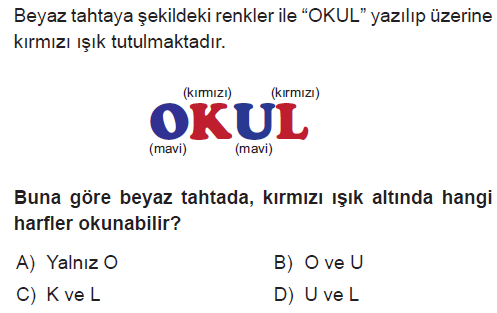 Beyaz tahtaya şekildeki renkler ile “OKUL” yazılıp üzerine
kırmızı ışık tutulmaktadır.
(kırmızı) (kırmızı)
OKUL
(mavi) (mavi)
Buna göre beyaz tahtada, kırmızı ışık altında hangi
harfler okunabilir?
A) Yalnız O B) O ve U
C) K ve L D) U ve L